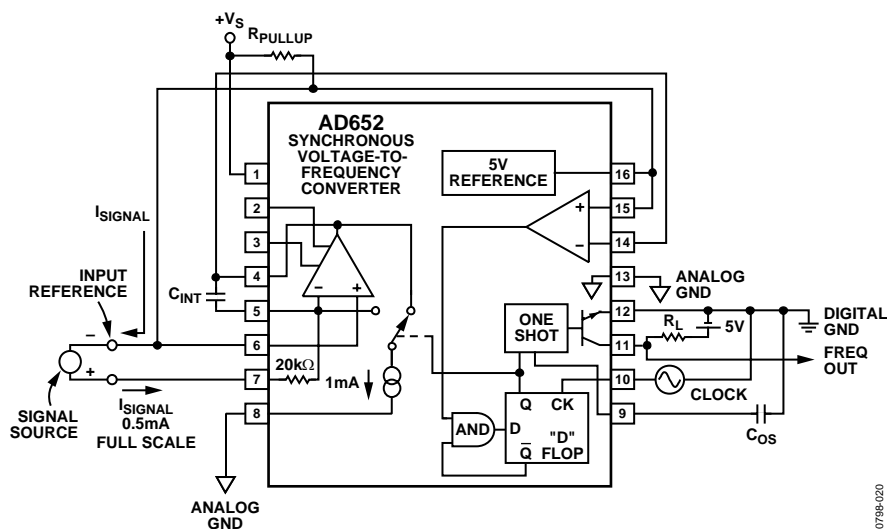 +VS
RPULLUP
AD652
SYNCHRONOUS
VOLTAGE-TO-
FREQUENCY
CONVERTER
5V
REFERENCE
1
2
3
4
5
6
7
8
16
15
14
13
12
11
10
9
ISIGNAL
INPUT
REFERENCE
CINT
–
+
SIGNAL
SOURCE
ISIGNAL
0.5mA
FULL SCALE
ANALOG
GND
20kΩ
– +
1mA
+
–
ONE
SHOT
AND
Q CK
D "D"
Q FLOP
ANALOG
GND
RL
5V
DIGITAL
GND
FREQ
OUT
CLOCK
COS
0798-020